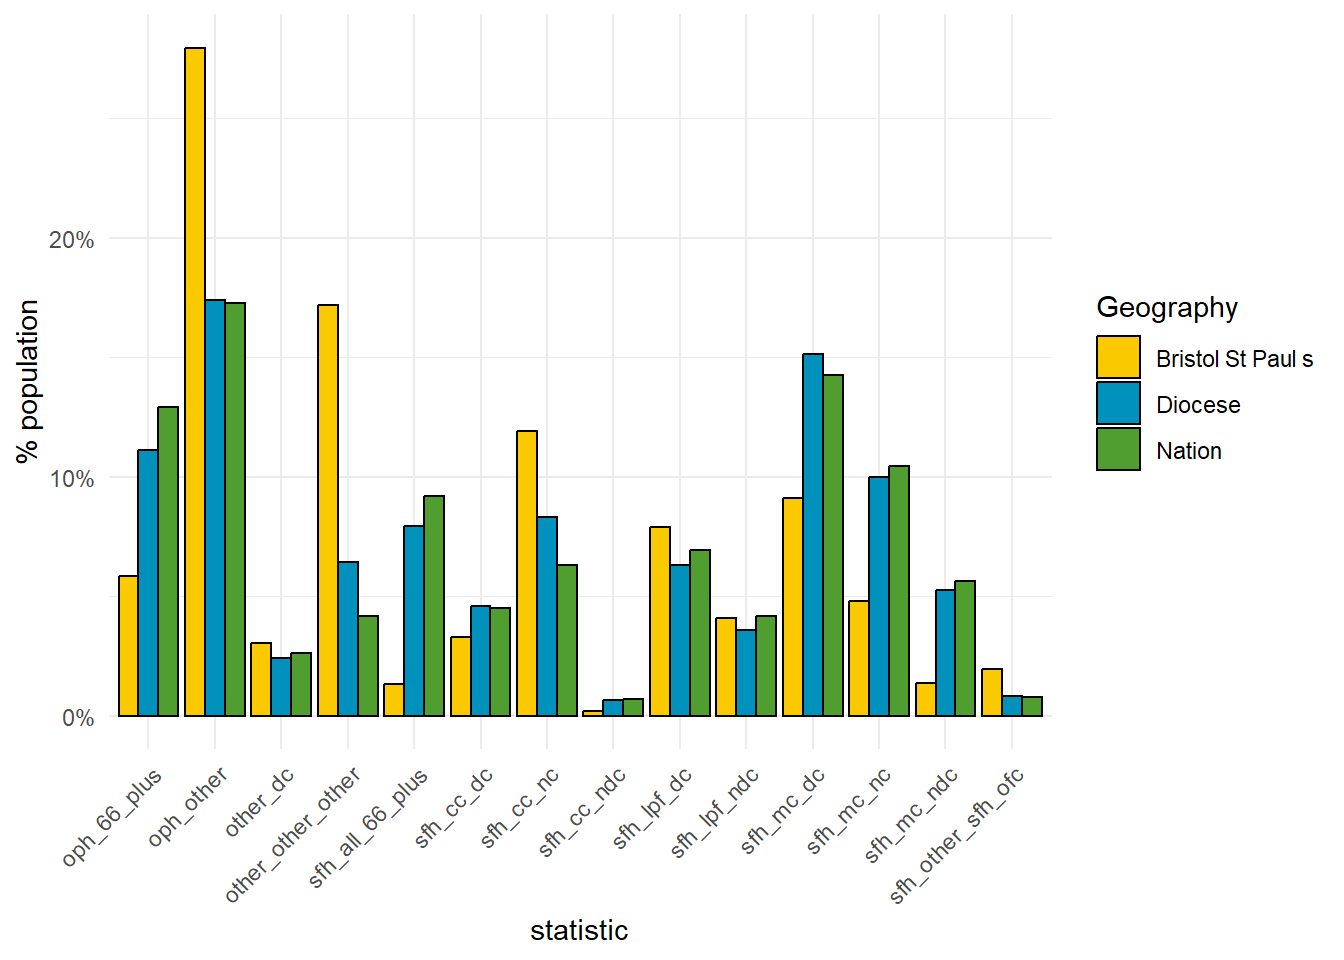 20%
10%
0%
% population
oph_66_plus
oph_other
other_dc
other_other_other
sfh_all_66_plus
sfh_cc_dc
sfh_cc_nc
sfh_cc_ndc
sfh_lpf_dc
sfh_lpf_ndc
sfh_mc_dc
sfh_mc_nc
sfh_mc_ndc
sfh_other_sfh_ofc
statistic
Geography
Bristol St Paul s
Diocese
Nation